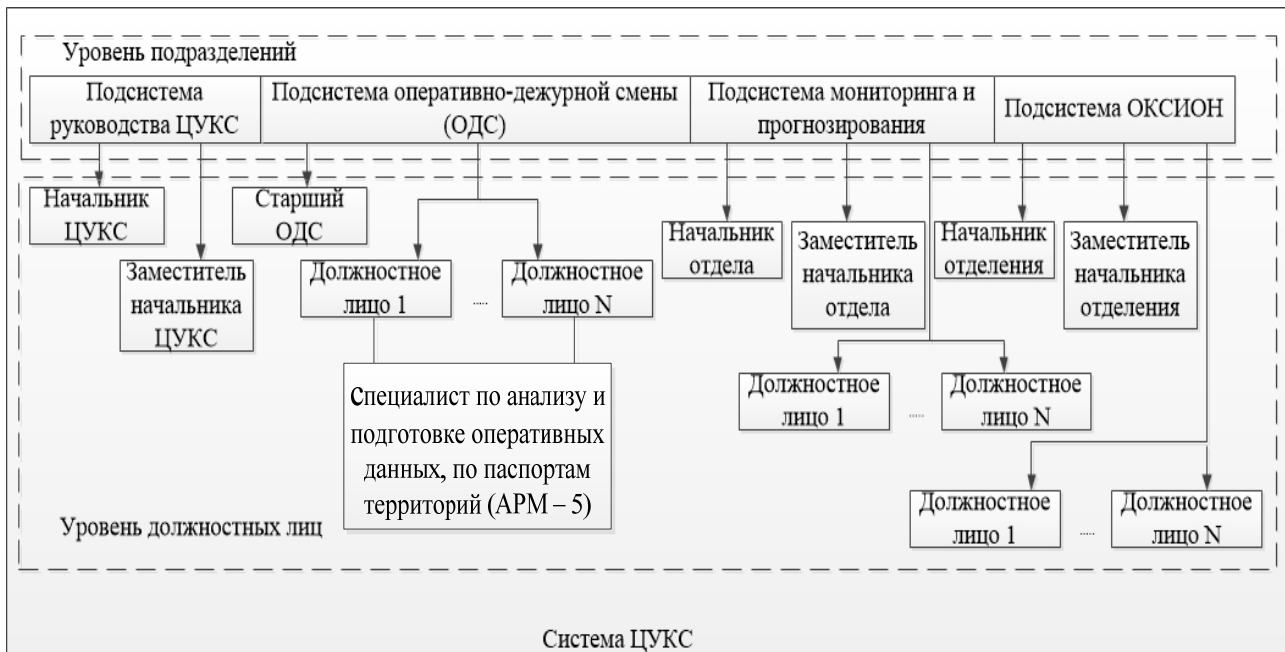 Уровень подразделений
Подсистема
руководства ЦУКС
Подсистема оперативно-дежурной смены
(ОДС)
Подсистема мониторинга и
прогнозирования
Подсистема ОКСИОН
Начальник
ЦУКС
Заместитель
начальника
ЦУКС
Старший
ОДС
Должностное
лицо 1
.....
Должностное
лицо N
Специалист по анализу и
подготовке оперативных
данных, по паспортам
территорий (АРМ – 5)
Начальник
отдела
Заместитель
начальника
отдела
Должностное
лицо 1
.....
Должностное
лицо N
Начальник
отделения
Заместитель
начальника
отделения
Должностное
лицо 1
.....
Должностное
лицо N
Уровень должностных лиц
Система ЦУКС